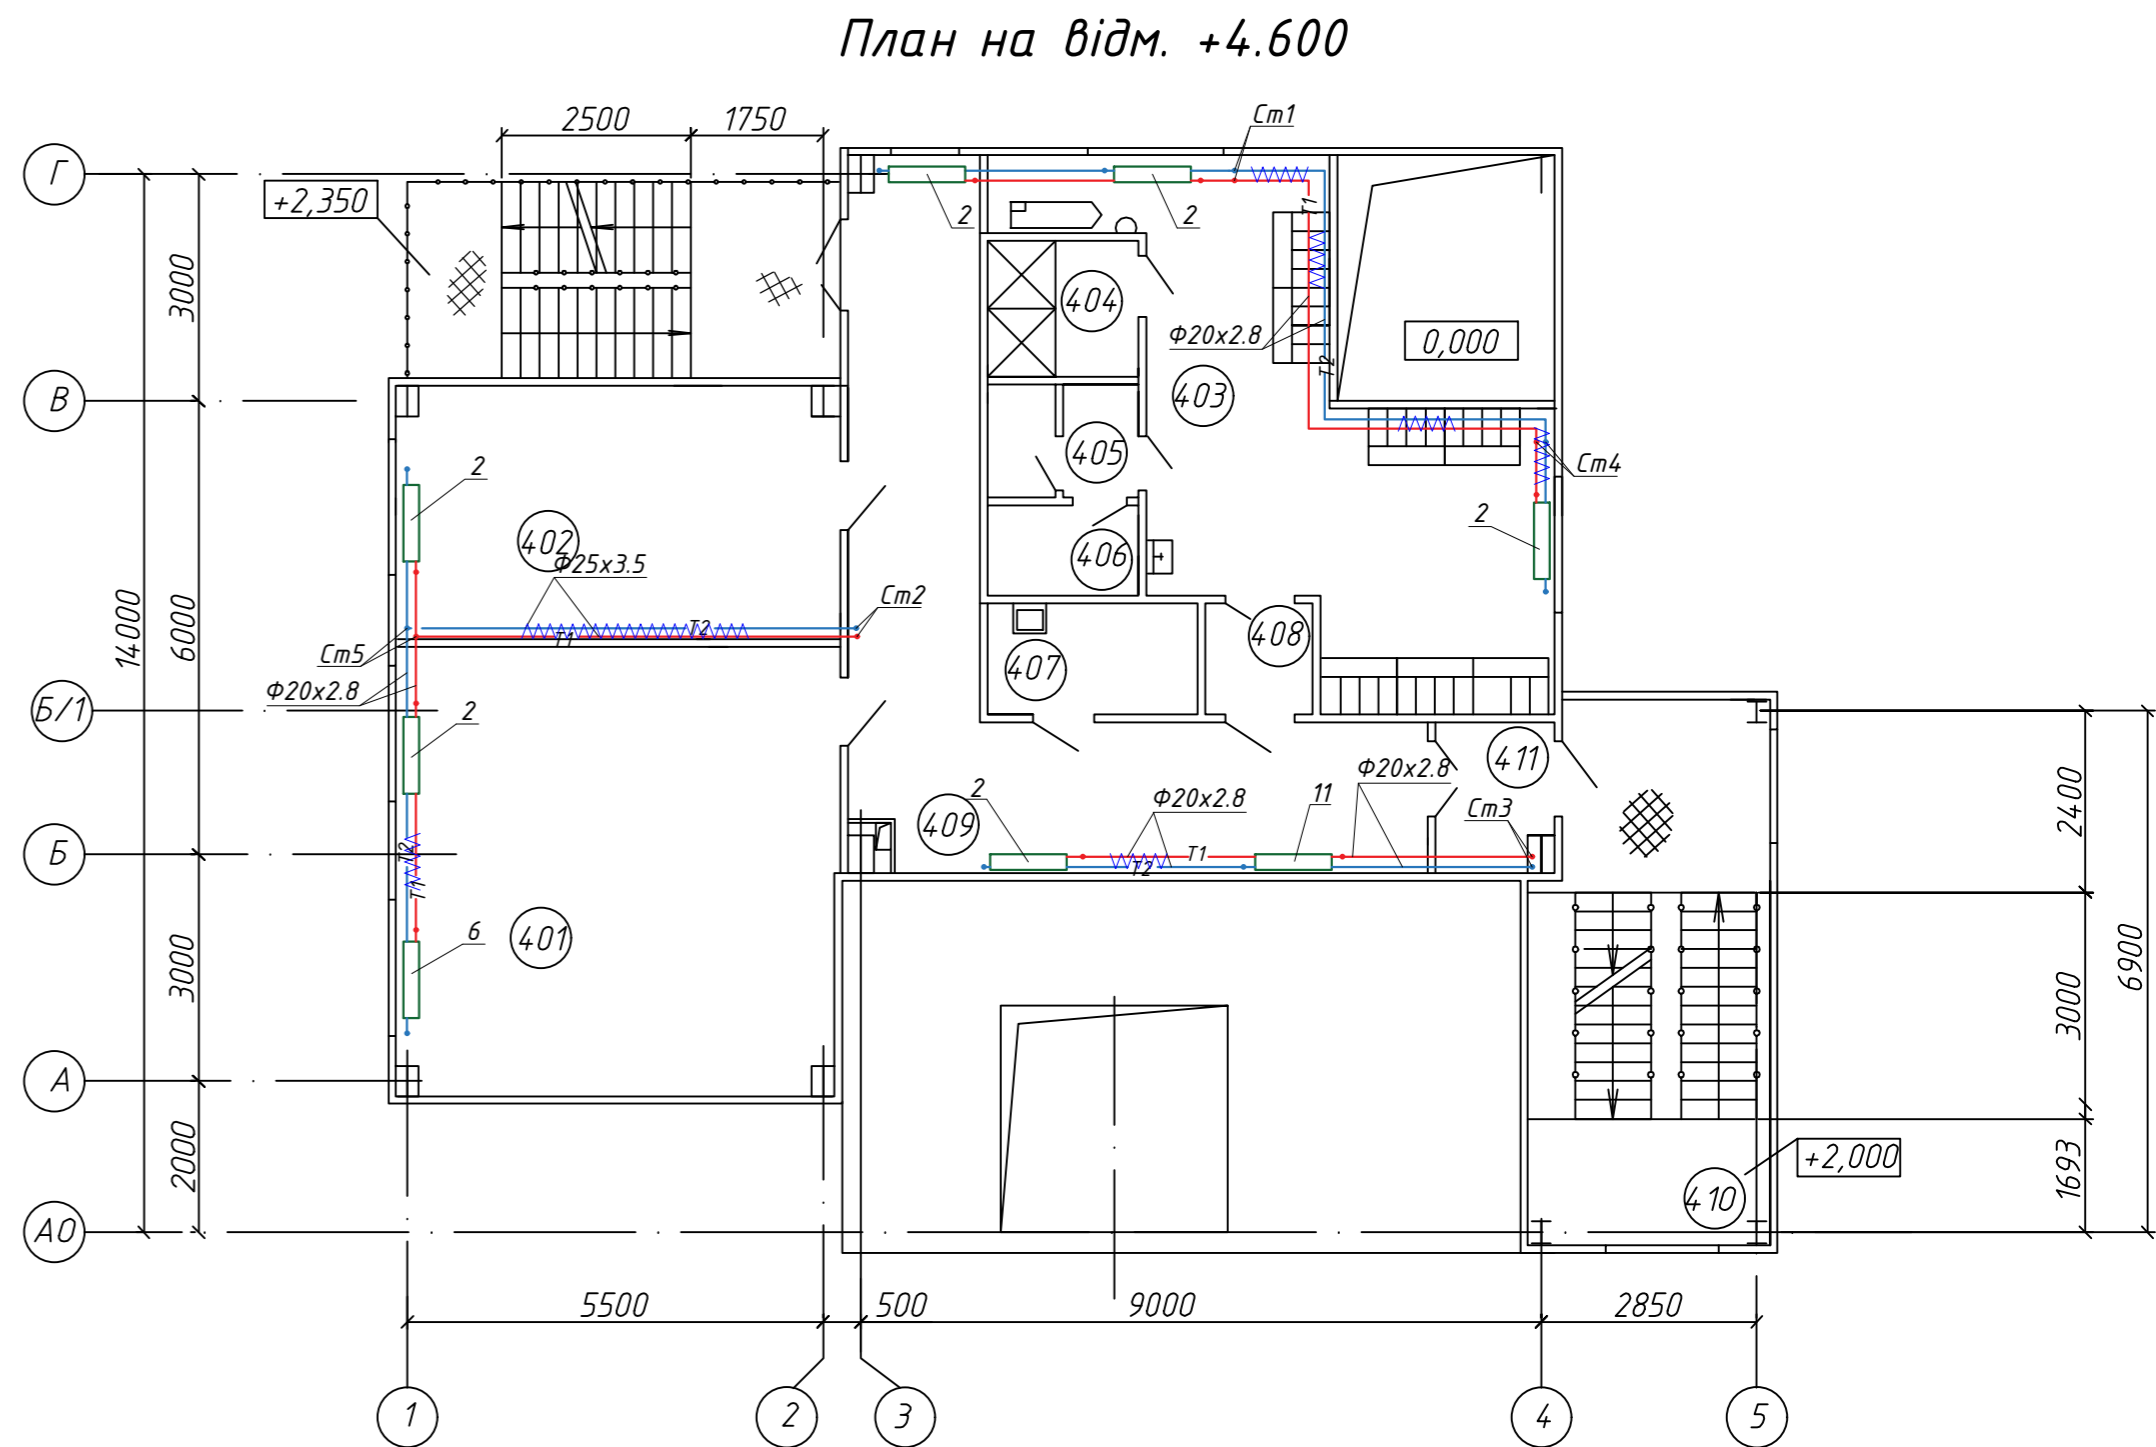 План на відм. +4.600
2500
1750
Ст1
Г
+2,350
2
2
Т1
3000
404
Ф20х2.8
0,000
Т2
В
403
405
Ст4
2
2
402
Ф25х3.5
406
14000
6000
Ст2
Т1
Т2
Ст5
408
407
Ф20х2.8
Б/1
2
411
2400
Ф20х2.8
2
Ф20х2.8
11
Ст3
409
Б
Т2
Т1
Т2
Т1
6
401
3000
6900
3000
А
2000
+2,000
1693
410
А0
5500
500
9000
2850
1
2
3
4
5